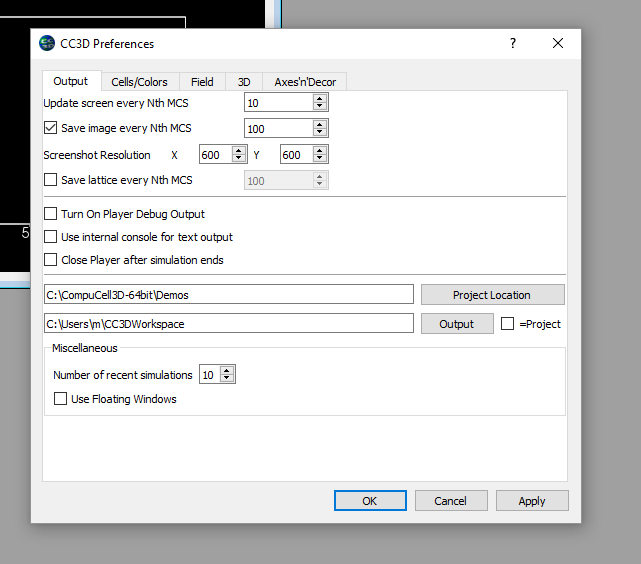 CC3D Preferences
Output Cells/Colors Field 3D Axes'n'Decor
Update screen every Nth MCS 10
Save image every Nth MCS 100
Screenshot Resolution X 600 Y 600
Save lattice every Nth MCS 100
Turn On Player Debug Output
5
Use internal console for text output
Close Player after simulation ends
C:\CompuCell3D-64bit\Demos Project Location
C:\Users\m\CC3DWorkspace Output =Project
Miscellaneous
Number of recent simulations 10
Use Floating Windows
OK Cancel Apply